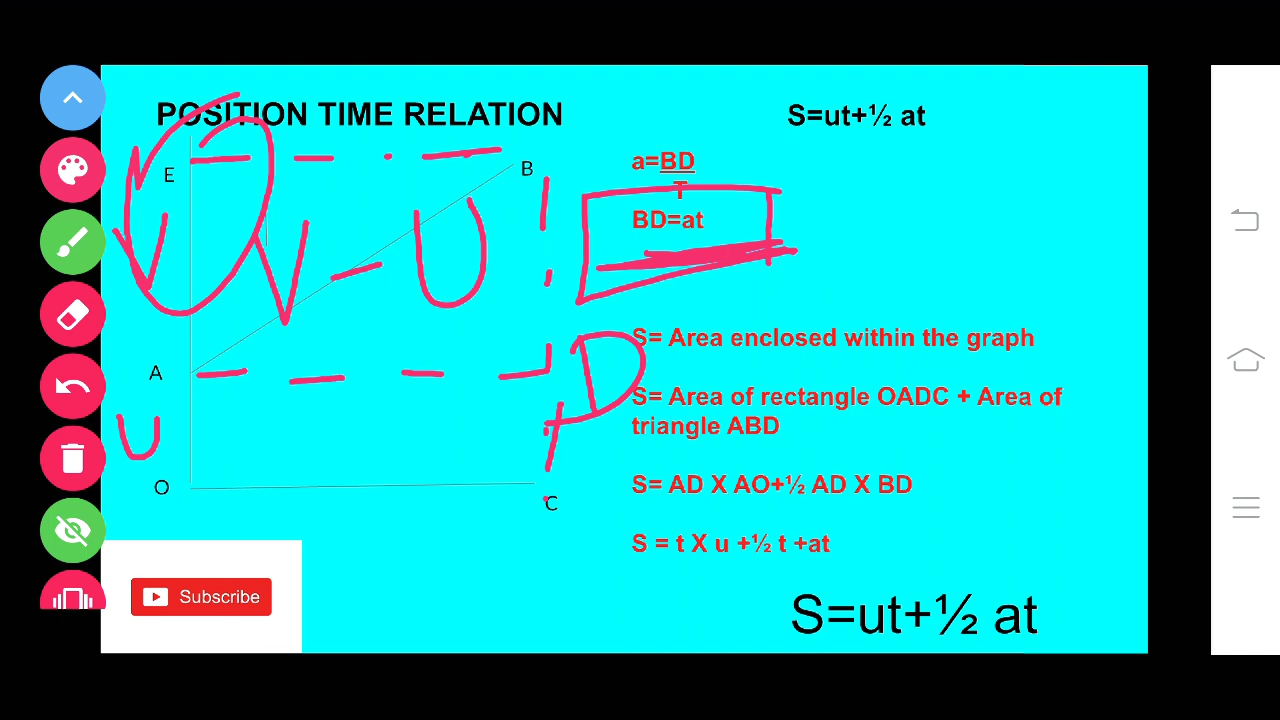 POSITION TIME RELATION
S=ut+½ at
E
B
V
V - U
A
D
U
O
C
a=BD
T
BD=at
S= Area enclosed within the graph
S= Area of rectangle OADC + Area of
triangle ABD
S= AD X AO+½ AD X BD
S = t X u +½ t +at
S=ut+½ at
Subscribe